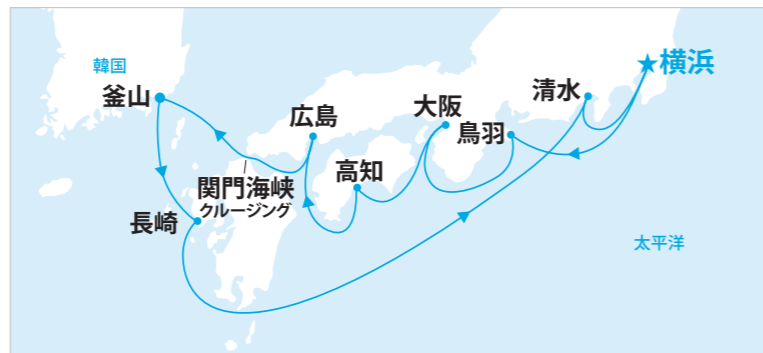 韓国
釜山
広島
大阪
清水
★横浜
鳥羽
高知
関門海峡
クルージング
長崎
太平洋